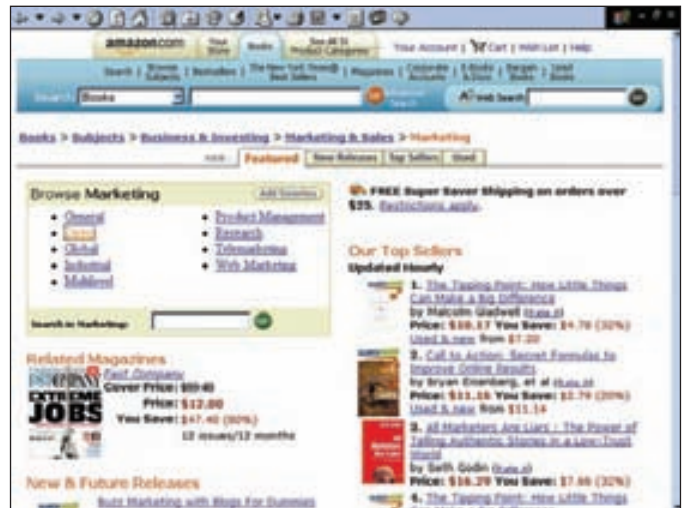 amazon.com Your Store Books See All 31 Product Categories Your Account | Cart | Wish List | Help
Search | Browse Subjects | Bestsellers | The New York Times® Best Sellers | Magazines | Corporate Accounts | E-Books & Docs | Bargain Books | Used Books
Search Books Web Search
Books > Subjects > Business & Investing > Marketing & Sales > Marketing
Featured New Releases Top Sellers Used
Browse Marketing
General
Global
Industrial
Multilevel
Product Management
Research
Telemarketing
Web Marketing
Search in Marketing:
Related Magazines
Fast Company
Cover Price:
Price: $12.00
You Save: $47.40 (80%)
12 issues/12 months
EXTREME
JOBS
New & Future Releases
Buzz Marketing with Blogs For Dummies
FREE Super Saver Shipping on orders over
$25. Restrictions apply.
Our Top Sellers
Updated Hourly
1. The Tipping Point: How Little Things
Can Make a Big Difference
by Malcolm Gladwell (Rate it)
Price: $10.17 You Save: $4.78 (32%)
Used & new from $7.20
2. Call to Action: Secret Formulas to
Improve Online Results
by Bryan Eisenberg, et al (Rate it)
Price: $11.16 You Save: $2.79 (20%)
Used & new from $11.14
3. All Marketers Are Liars : The Power of
Telling Authentic Stories in a Low-Trust
World
by Seth Godin (Rate it)
Price: $16.29 You Save: $7.66 (32%)
4. The Tipping Point: How Little Things